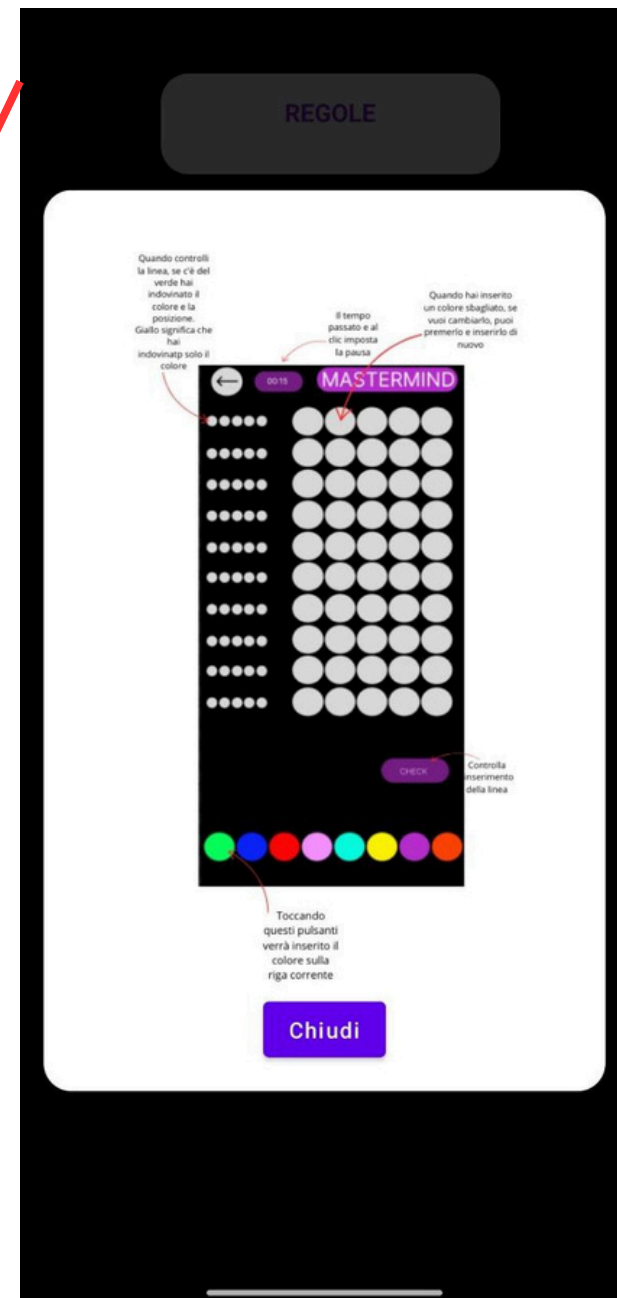 REGOLE
Quando controlli
la linea, se c'è del
verde hai
indovinato il
colore e la
posizione.
Giallo significa che
hai
indovinatp solo il
colore
Il tempo
passato e al
clic imposta
la pausa
Quando hai inserito
un colore sbagliato, se
vuoi cambiarlo, puoi
premerlo e inserirlo di
nuovo
00:15
MASTERMIND
CHECK
Controlla
inserimento
della linea
Toccando
questi pulsanti
verrà inserito il
colore sulla
riga corrente
Chiudi